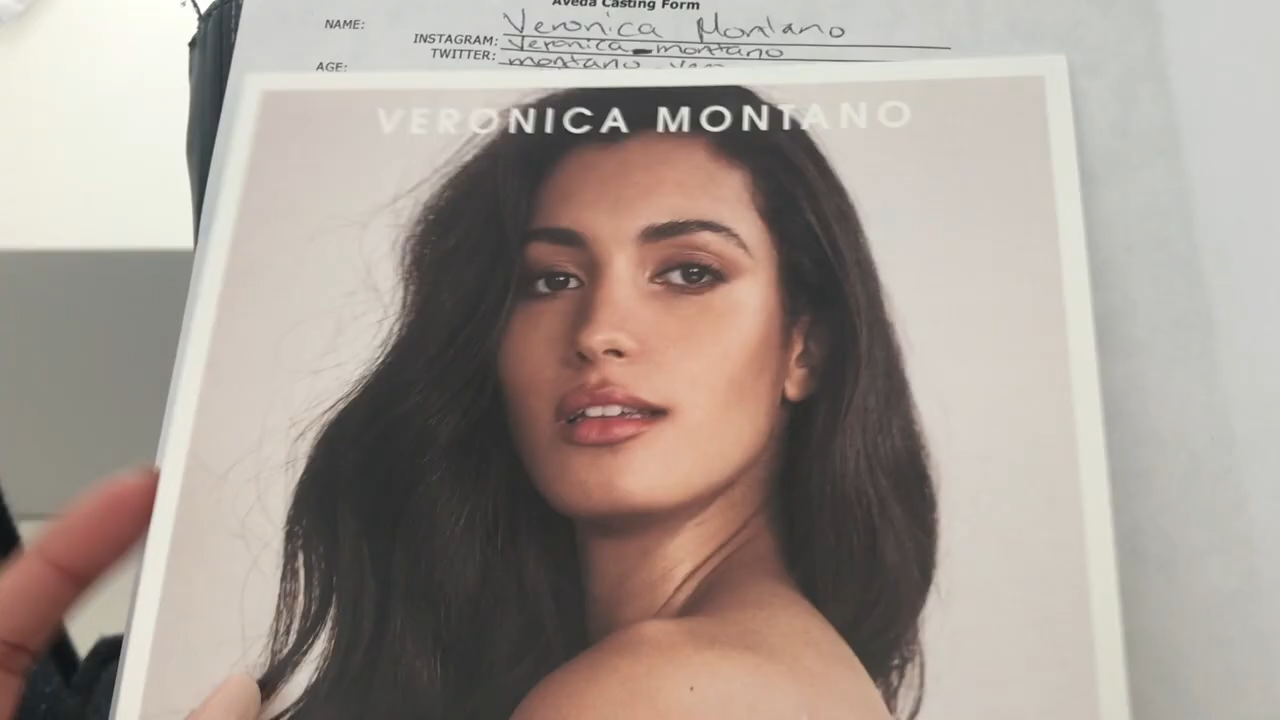 Aveda Casting Form
NAME: Veronica Montano
INSTAGRAM: Veronica_montano
TWITTER: montano_ver
AGE:
VERONICA MONTANO